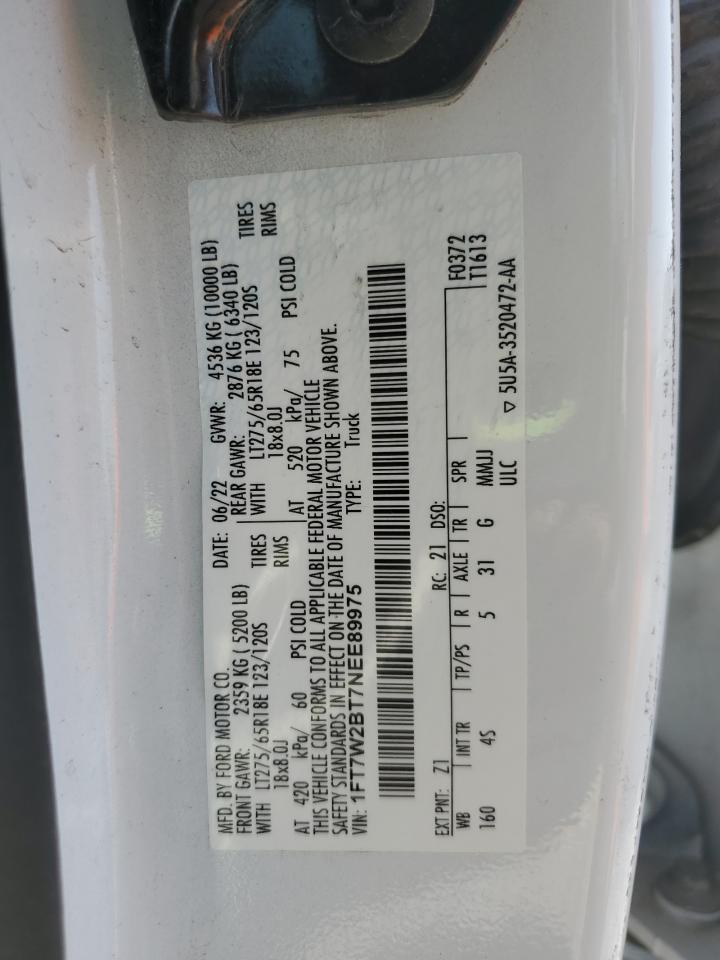 MFD. BY FORD MOTOR CO.
DATE: 06/22 GVWR: 4536 KG (10000 LB)
FRONT GAWR: 2359 KG ( 5200 LB) REAR GAWR: 2876 KG ( 6340 LB)
WITH LT275/65R18E 123/120S TIRES WITH LT275/65R18E 123/120S TIRES
18x8.0J RIMS 18x8.0J RIMS
AT 420 kPa/ 60 PSI COLD AT 520 kPa/ 75 PSI COLD
THIS VEHICLE CONFORMS TO ALL APPLICABLE FEDERAL MOTOR VEHICLE
SAFETY STANDARDS IN EFFECT ON THE DATE OF MANUFACTURE SHOWN ABOVE.
VIN: 1FT7W2BT7NEE89975 TYPE: Truck
EXT PNT: Z1 RC: 21 DSO: F0372
WB INT TR TP/PS R AXLE TR SPR T1613
160 4S 5 31 G MMJJ
ULC ▽ 5U5A-3520472-AA